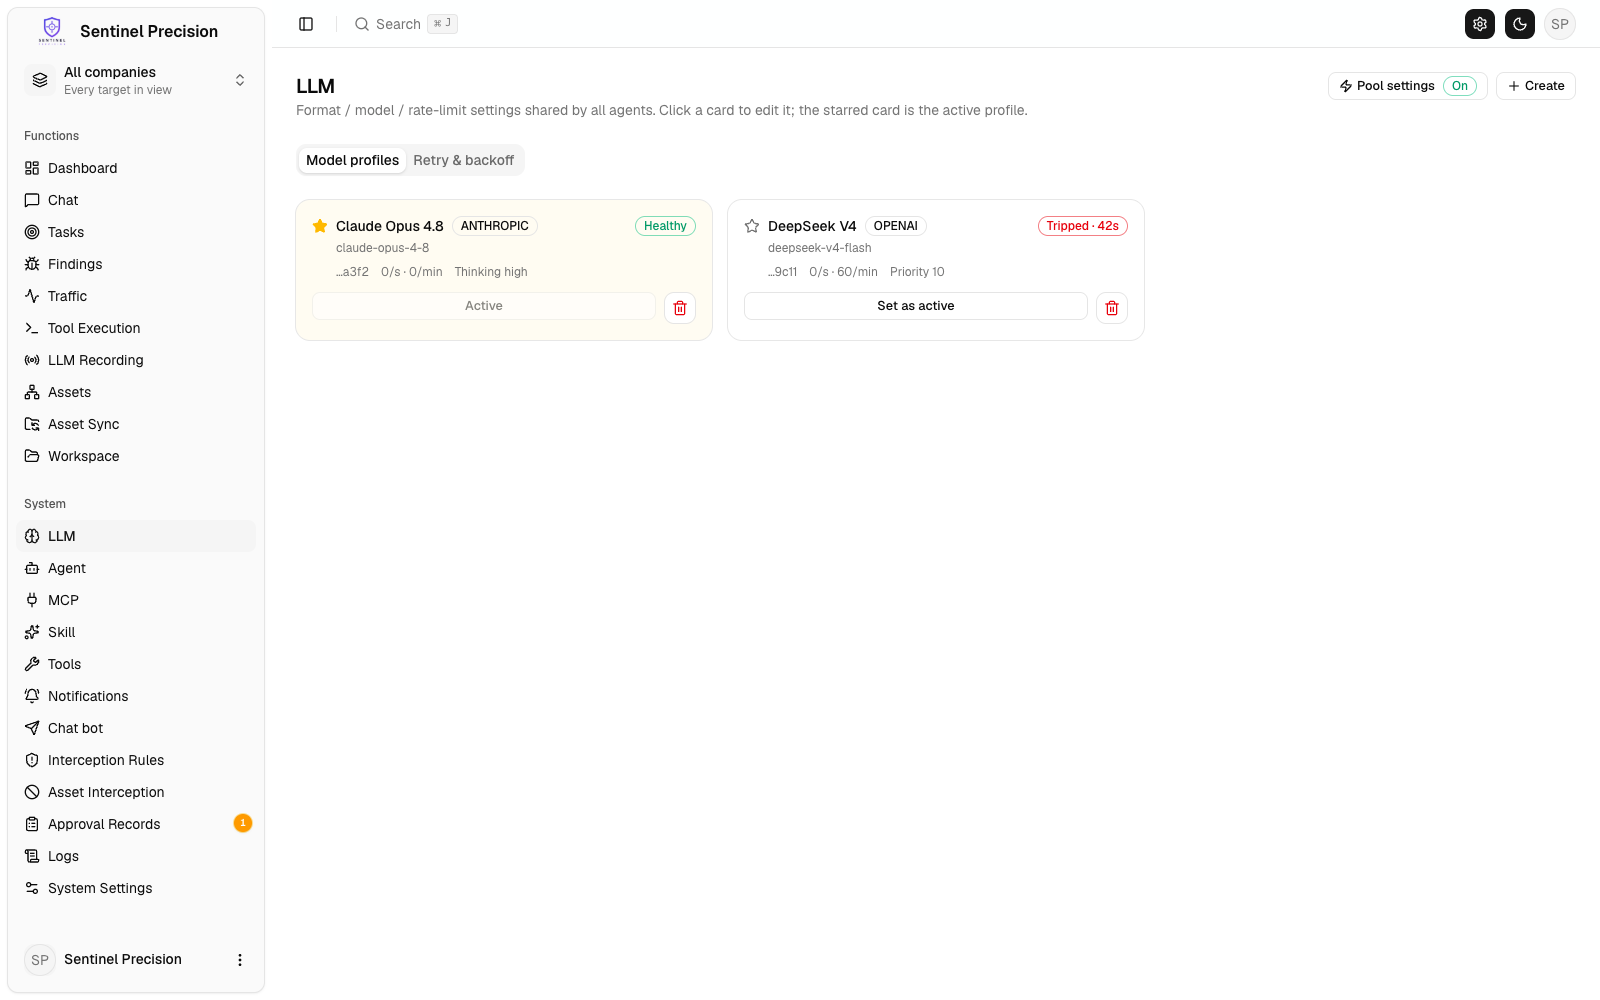 SENTINEL
Sentinel Precision
All companies
Every target in view
Functions
Dashboard
Chat
Tasks
Findings
Traffic
Tool Execution
LLM Recording
Assets
Asset Sync
Workspace
System
LLM
Agent
MCP
Skill
Tools
Notifications
Chat bot
Interception Rules
Asset Interception
Approval Records 1
Logs
System Settings
SP Sentinel Precision
Search ⌘ J
SP
LLM
Format / model / rate-limit settings shared by all agents. Click a card to edit it; the starred card is the active profile.
Pool settings On
Create
Model profiles Retry & backoff
Claude Opus 4.8 ANTHROPIC Healthy
claude-opus-4-8
…a3f2 0/s · 0/min Thinking high
Active
DeepSeek V4 OPENAI Tripped · 42s
deepseek-v4-flash
…9c11 0/s · 60/min Priority 10
Set as active